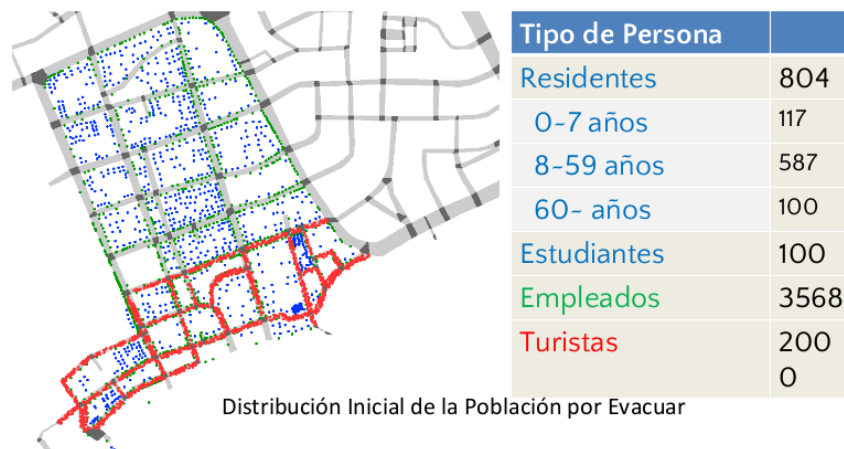 Tipo de Persona
Residentes 804
0-7 años 117
8-59 años 587
60- años 100
Estudiantes 100
Empleados 3568
Turistas 200
0
Distribución Inicial de la Población por Evacuar